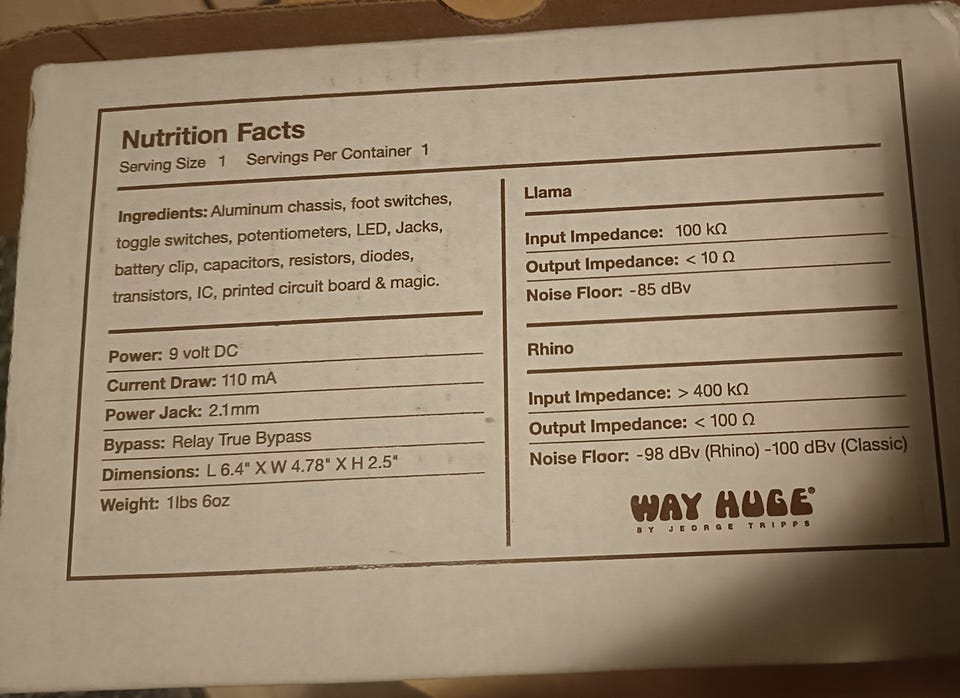 Nutrition Facts
Serving Size 1 Servings Per Container 1
Ingredients: Aluminum chassis, foot switches,
toggle switches, potentiometers, LED, Jacks,
battery clip, capacitors, resistors, diodes,
transistors, IC, printed circuit board & magic.
Power: 9 volt DC
Current Draw: 110 mA
Power Jack: 2.1mm
Bypass: Relay True Bypass
Dimensions: L 6.4" X W 4.78" X H 2.5"
Weight: 1lbs 6oz
Llama
Input Impedance: 100 kΩ
Output Impedance: < 10 Ω
Noise Floor: -85 dBv
Rhino
Input Impedance: > 400 kΩ
Output Impedance: < 100 Ω
Noise Floor: -98 dBv (Rhino) -100 dBv (Classic)
WAY HUGE®
BY JEORGE TRIPPS